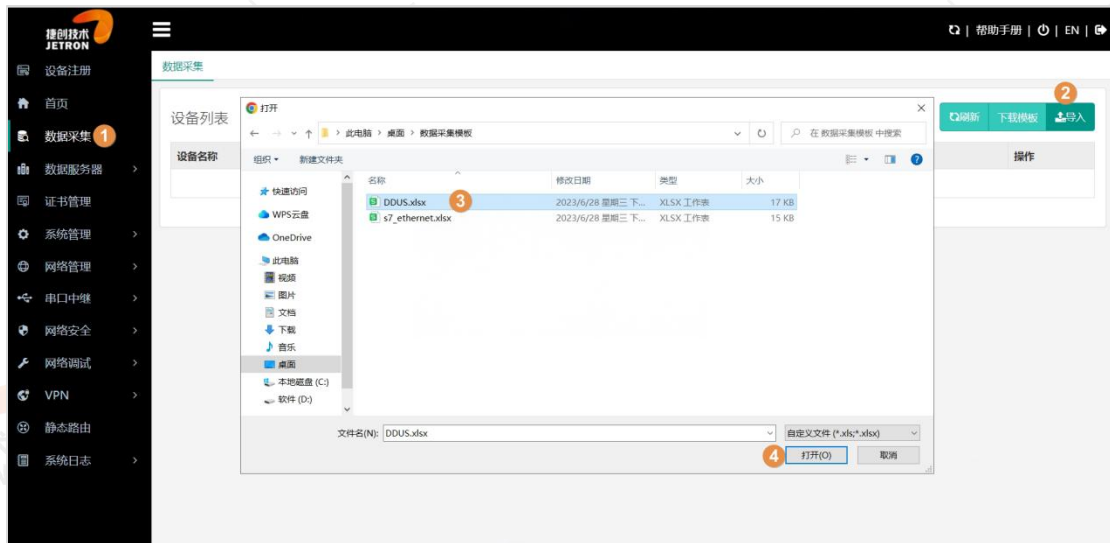 捷创技术
JETRON
| 帮助手册 | | EN |
设备注册
首页
数据采集 1
数据服务器
证书管理
系统管理
网络管理
串口中继
网络安全
网络调试
VPN
静态路由
系统日志
数据采集
设备列表
2
刷新 下载模板 导入
设备名称 操作
打开
此电脑 > 桌面 > 数据采集模板
在 数据采集模板 中搜索
组织 新建文件夹
名称 修改日期 类型 大小
DDUS.xlsx 3 2023/6/28 星期三 下... XLSX 工作表 17 KB
s7_ethernet.xlsx 2023/6/28 星期三 下... XLSX 工作表 15 KB
快速访问
WPS云盘
OneDrive
此电脑
视频
图片
文档
下载
音乐
桌面
本地磁盘 (C:)
软件 (D:)
文件名(N): DDUS.xlsx 自定义文件 (*.xls;*.xlsx)
4 打开(O) 取消